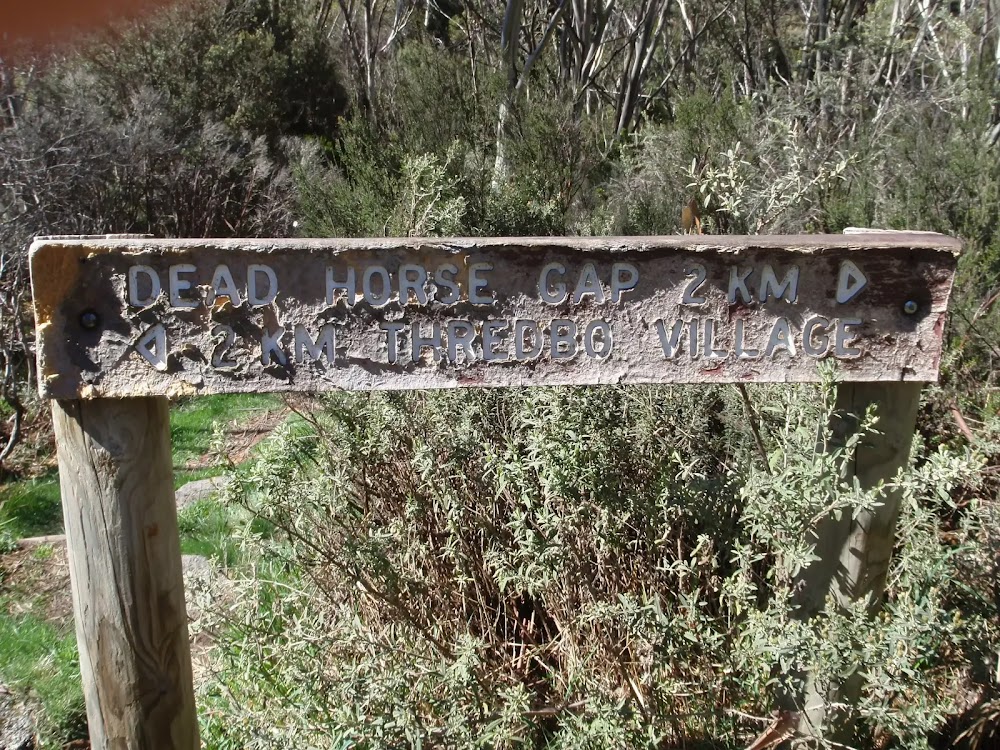 DEAD HORSE GAP 2 KM ▷
◁ 2 KM THREDBO VILLAGE